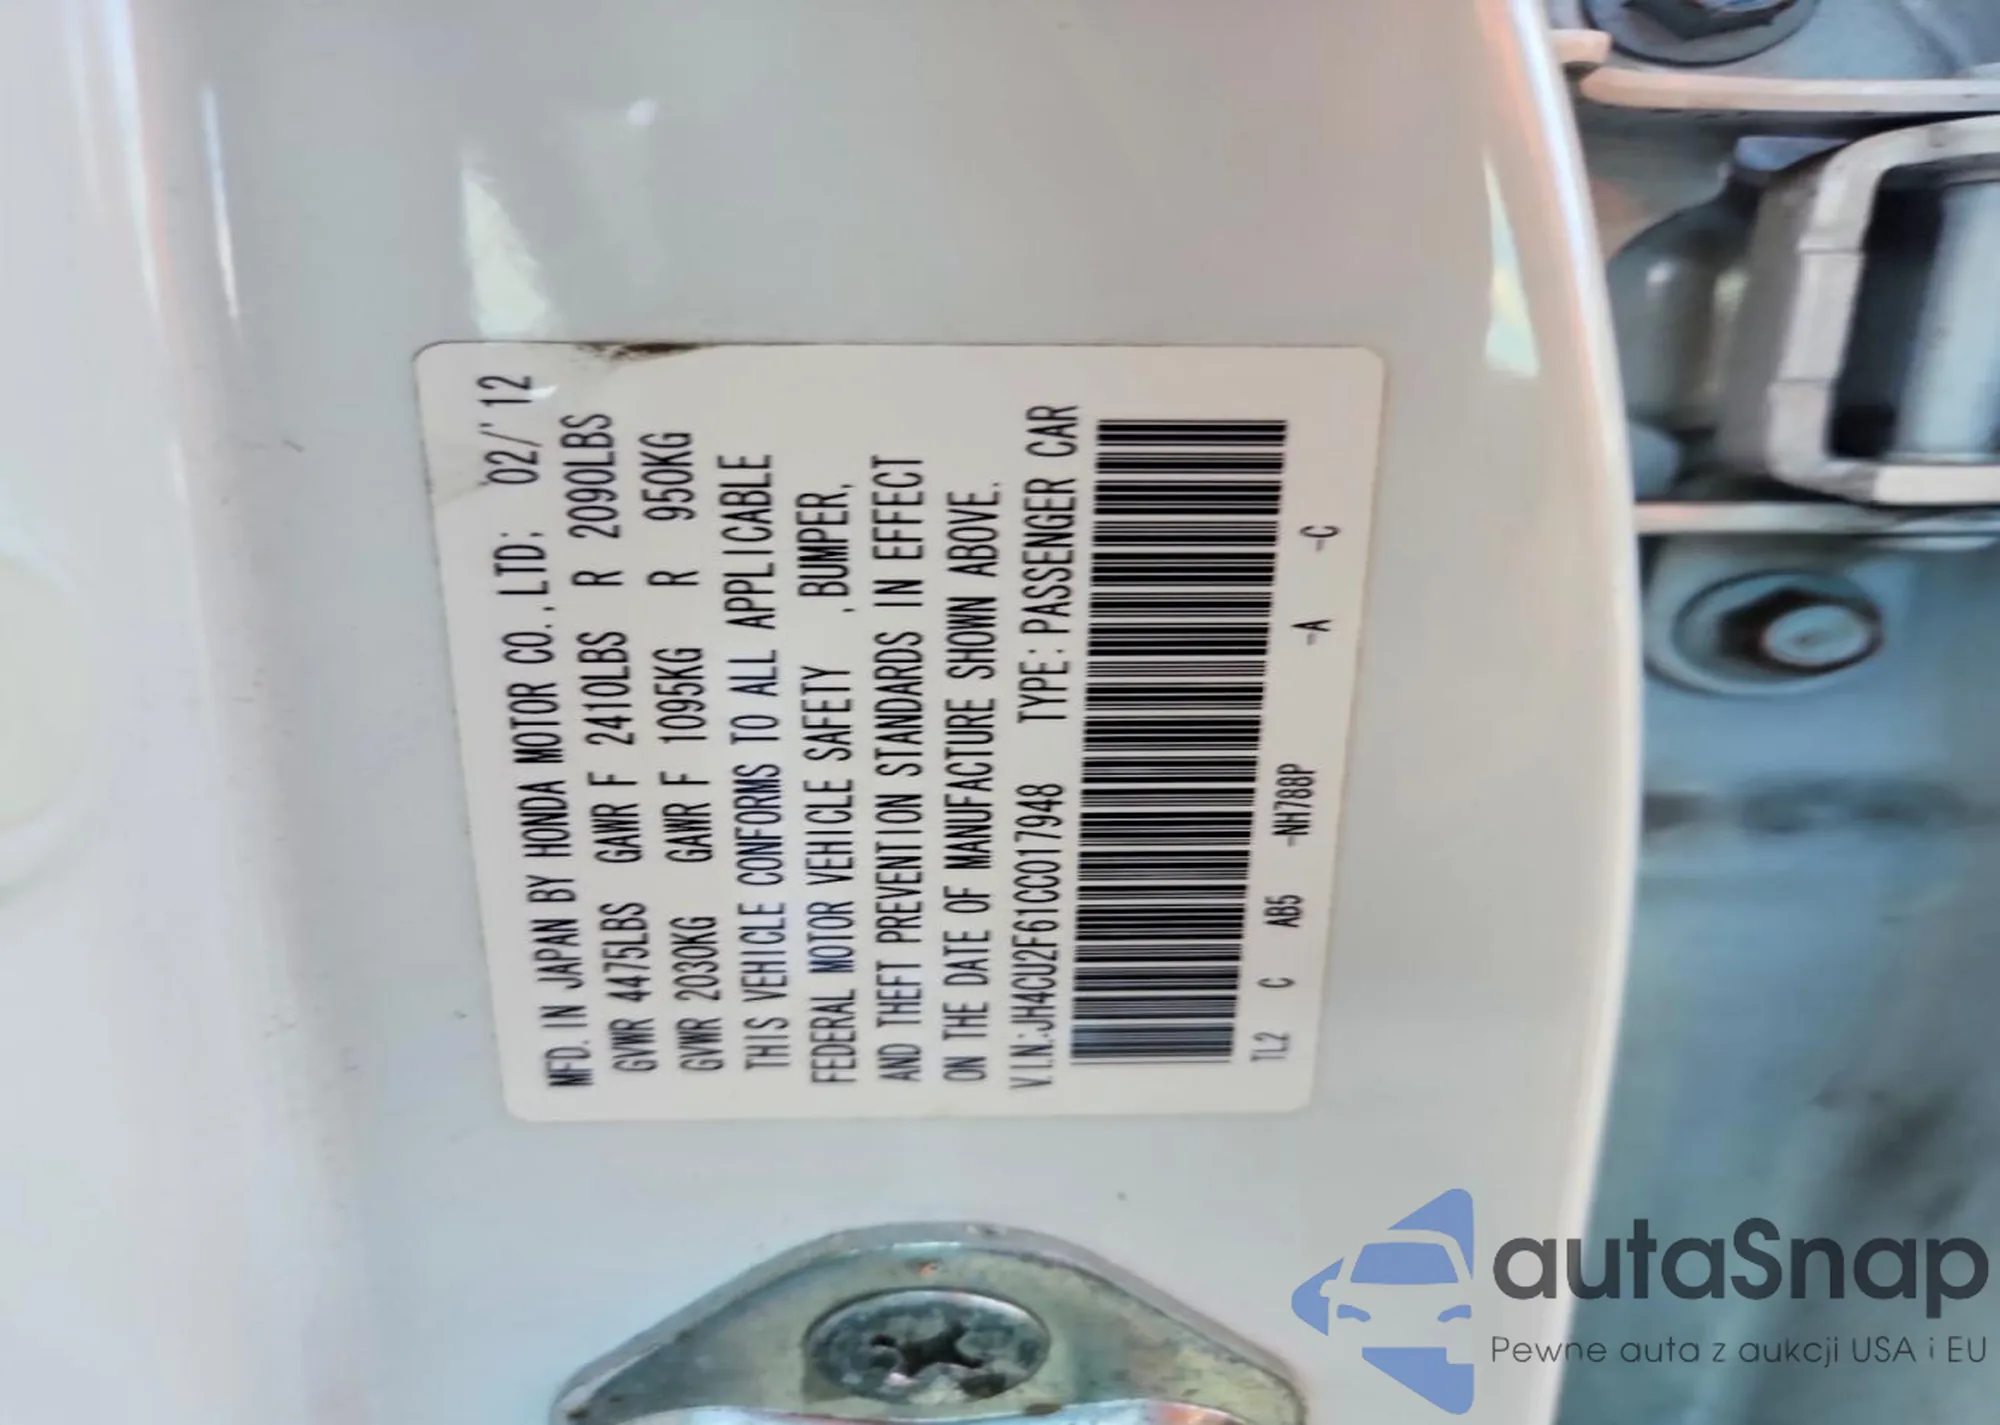 MFD. IN JAPAN BY HONDA MOTOR CO., LTD; 02/'12
GVWR 4475LBS GAWR F 2410LBS R 2090LBS
GVWR 2030KG GAWR F 1095KG R 950KG
THIS VEHICLE CONFORMS TO ALL APPLICABLE
FEDERAL MOTOR VEHICLE SAFETY ,BUMPER,
AND THEFT PREVENTION STANDARDS IN EFFECT
ON THE DATE OF MANUFACTURE SHOWN ABOVE.
V.I.N.:JH4CU2F61CC017948 TYPE: PASSENGER CAR
TL2 C AB5 -NH788P -A -C
autaSnap
Pewne auta z aukcji USA i EU